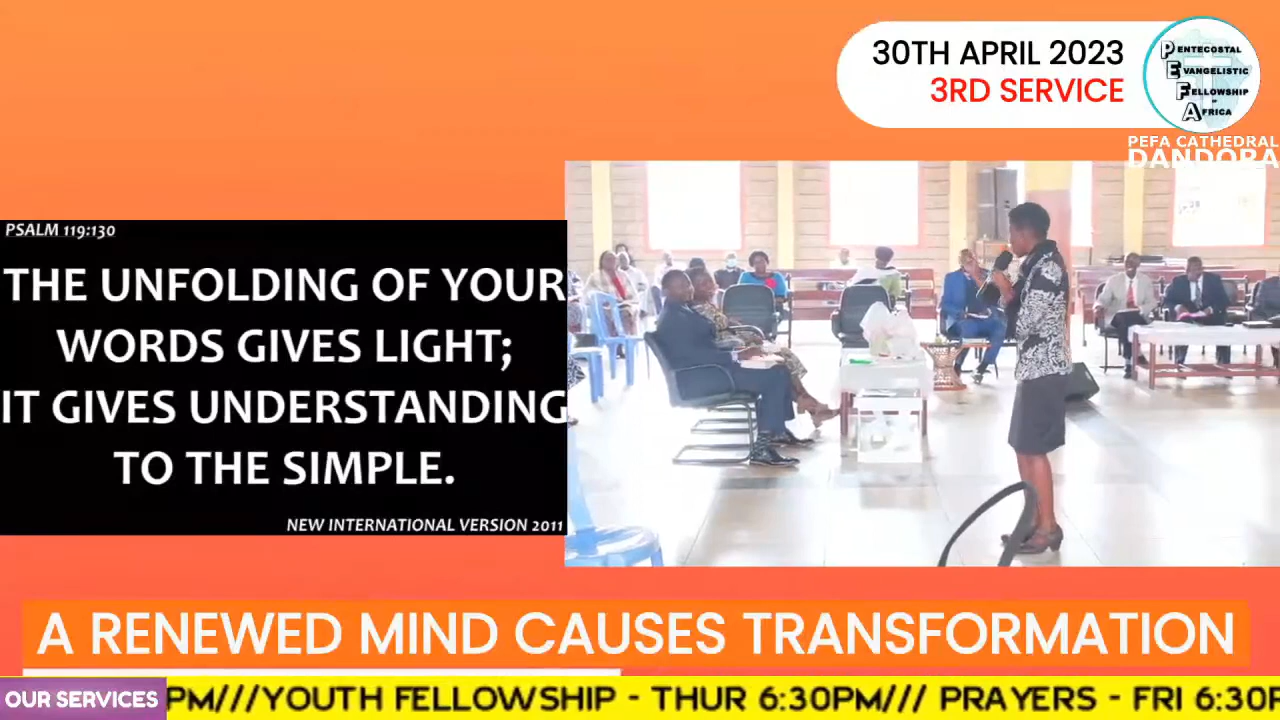 30TH APRIL 2023
3RD SERVICE
PENTECOSTAL
EVANGELISTIC
FELLOWSHIP
OF
AFRICA
PEFA CATHEDRAL
DANDORA
PSALM 119:130
THE UNFOLDING OF YOUR
WORDS GIVES LIGHT;
IT GIVES UNDERSTANDING
TO THE SIMPLE.
NEW INTERNATIONAL VERSION 2011
A RENEWED MIND CAUSES TRANSFORMATION
OUR SERVICES
PM///YOUTH FELLOWSHIP - THUR 6:30PM/// PRAYERS - FRI 6:30P